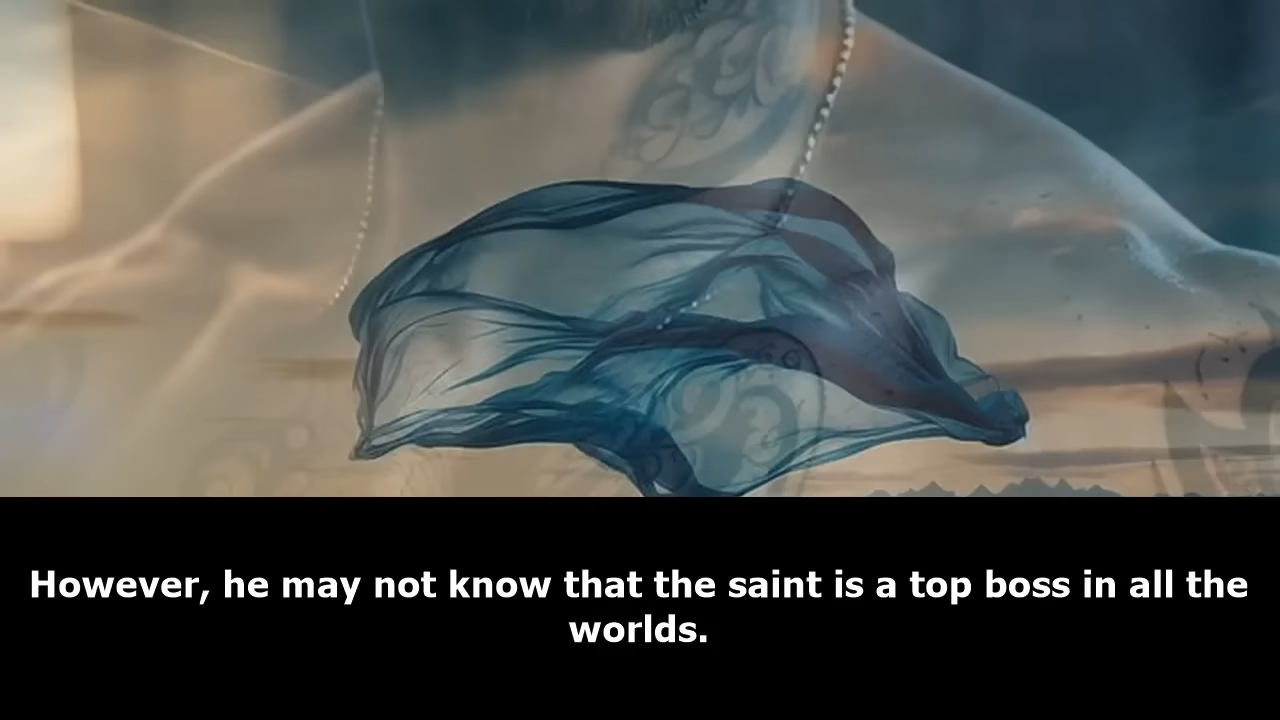 However, he may not know that the saint is a top boss in all the
worlds.